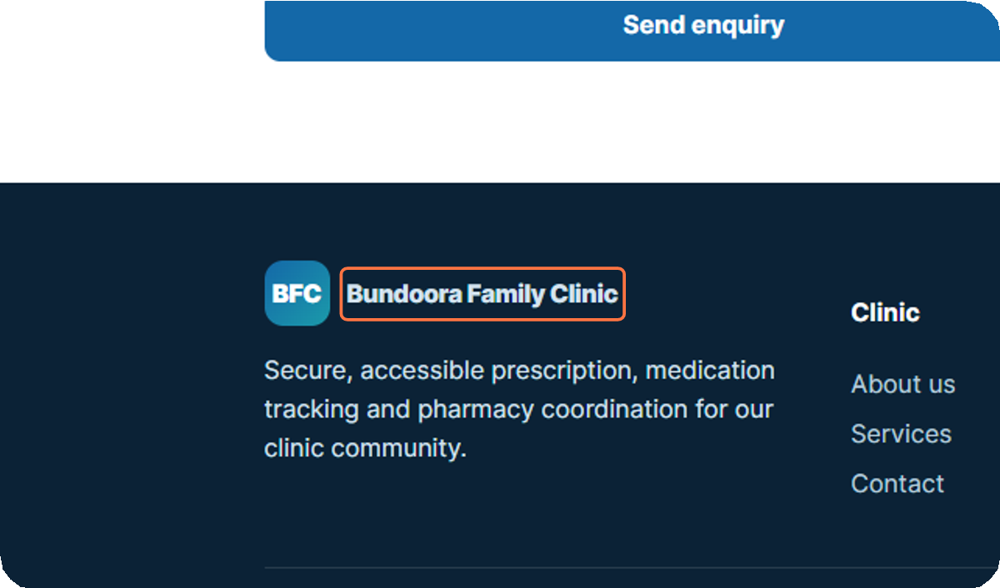 Send enquiry
BFC
Bundoora Family Clinic
Secure, accessible prescription, medication
tracking and pharmacy coordination for our
clinic community.
Clinic
About us
Services
Contact